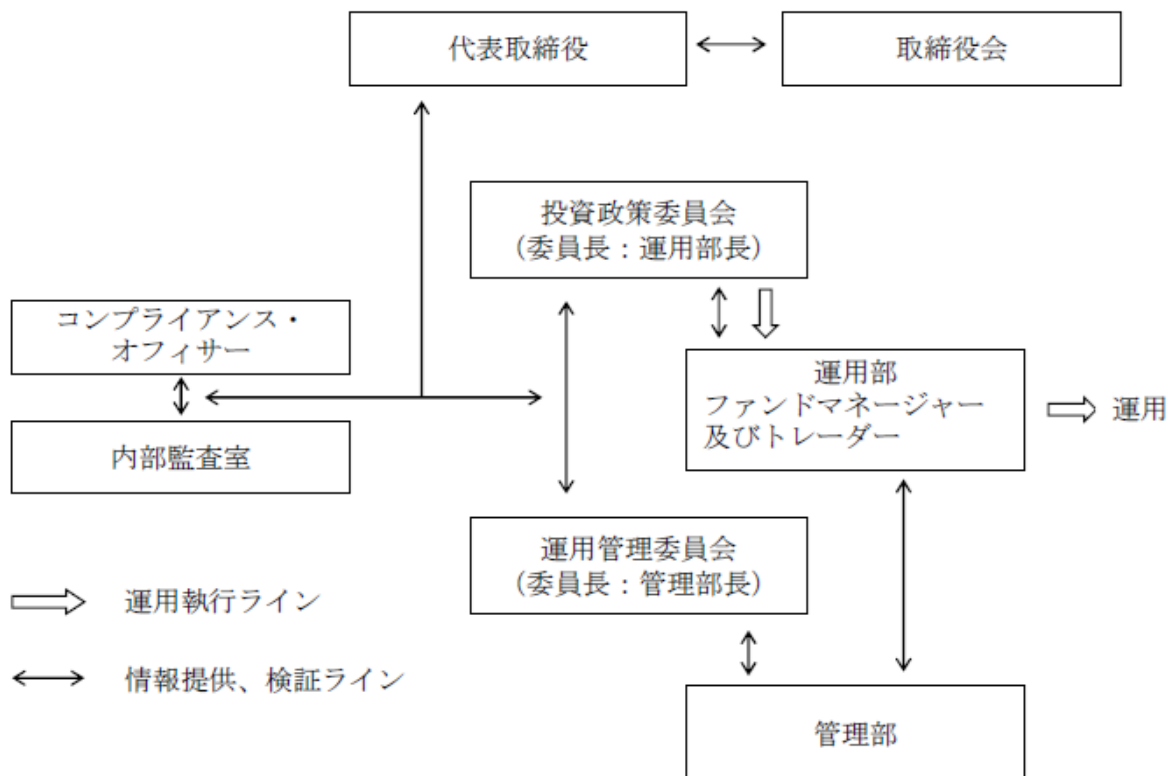 代表取締役
取締役会
投資政策委員会
（委員長：運用部長）
コンプライアンス・
オフィサー
内部監査室
運用部
ファンドマネージャー
及びトレーダー
運用
運用管理委員会
（委員長：管理部長）
運用執行ライン
情報提供、検証ライン
管理部